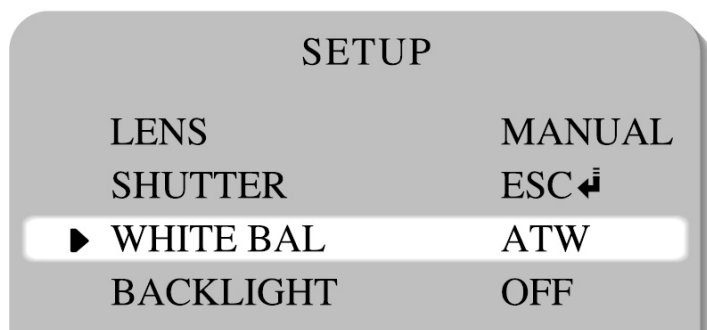 SETUP
LENS MANUAL
SHUTTER ESC↲
WHITE BAL ATW
BACKLIGHT OFF